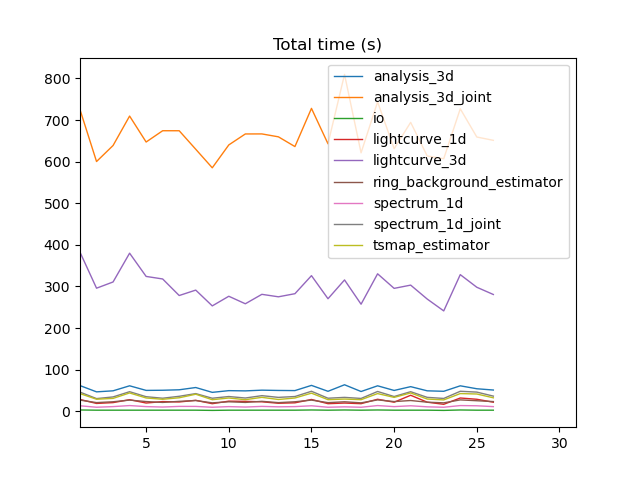 Total time (s)
800
700
600
500
400
300
200
100
0
5
10
15
20
25
30
analysis_3d
analysis_3d_joint
io
lightcurve_1d
lightcurve_3d
ring_background_estimator
spectrum_1d
spectrum_1d_joint
tsmap_estimator